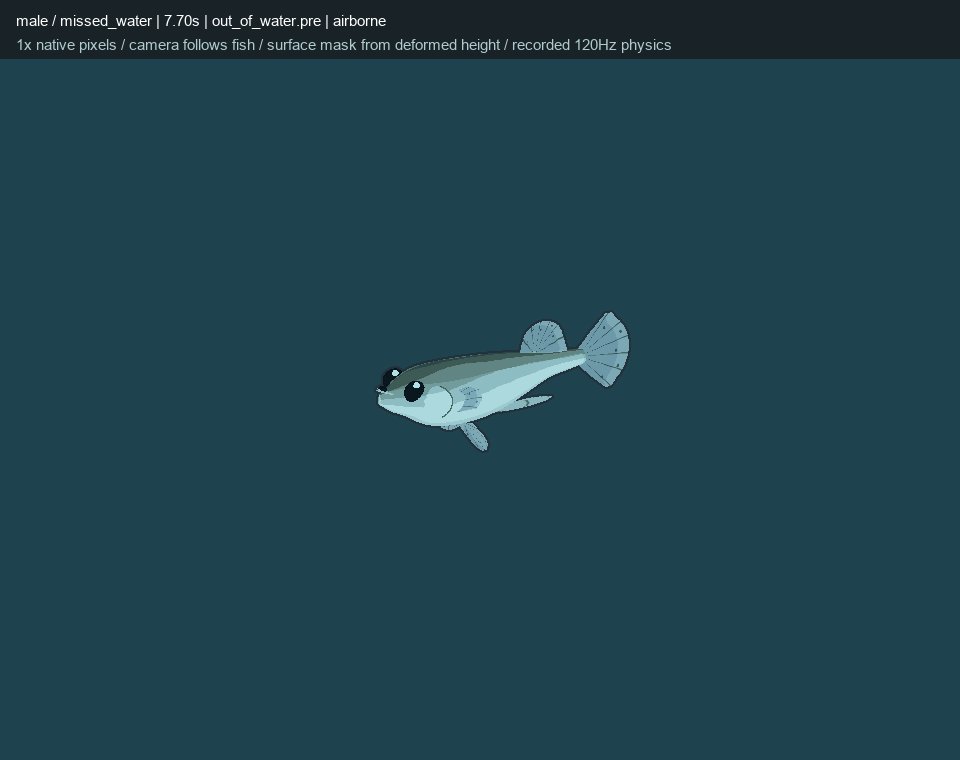 male / missed_water | 7.70s | out_of_water.pre | airborne
1x native pixels / camera follows fish / surface mask from deformed height / recorded 120Hz physics